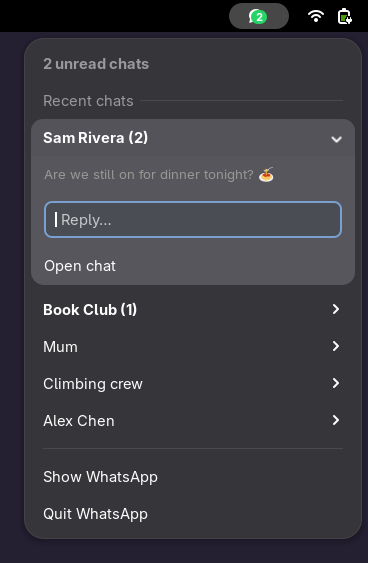 2
2 unread chats
Recent chats
Sam Rivera (2)
Are we still on for dinner tonight? 🍝
Reply...
Open chat
Book Club (1)
Mum
Climbing crew
Alex Chen
Show WhatsApp
Quit WhatsApp